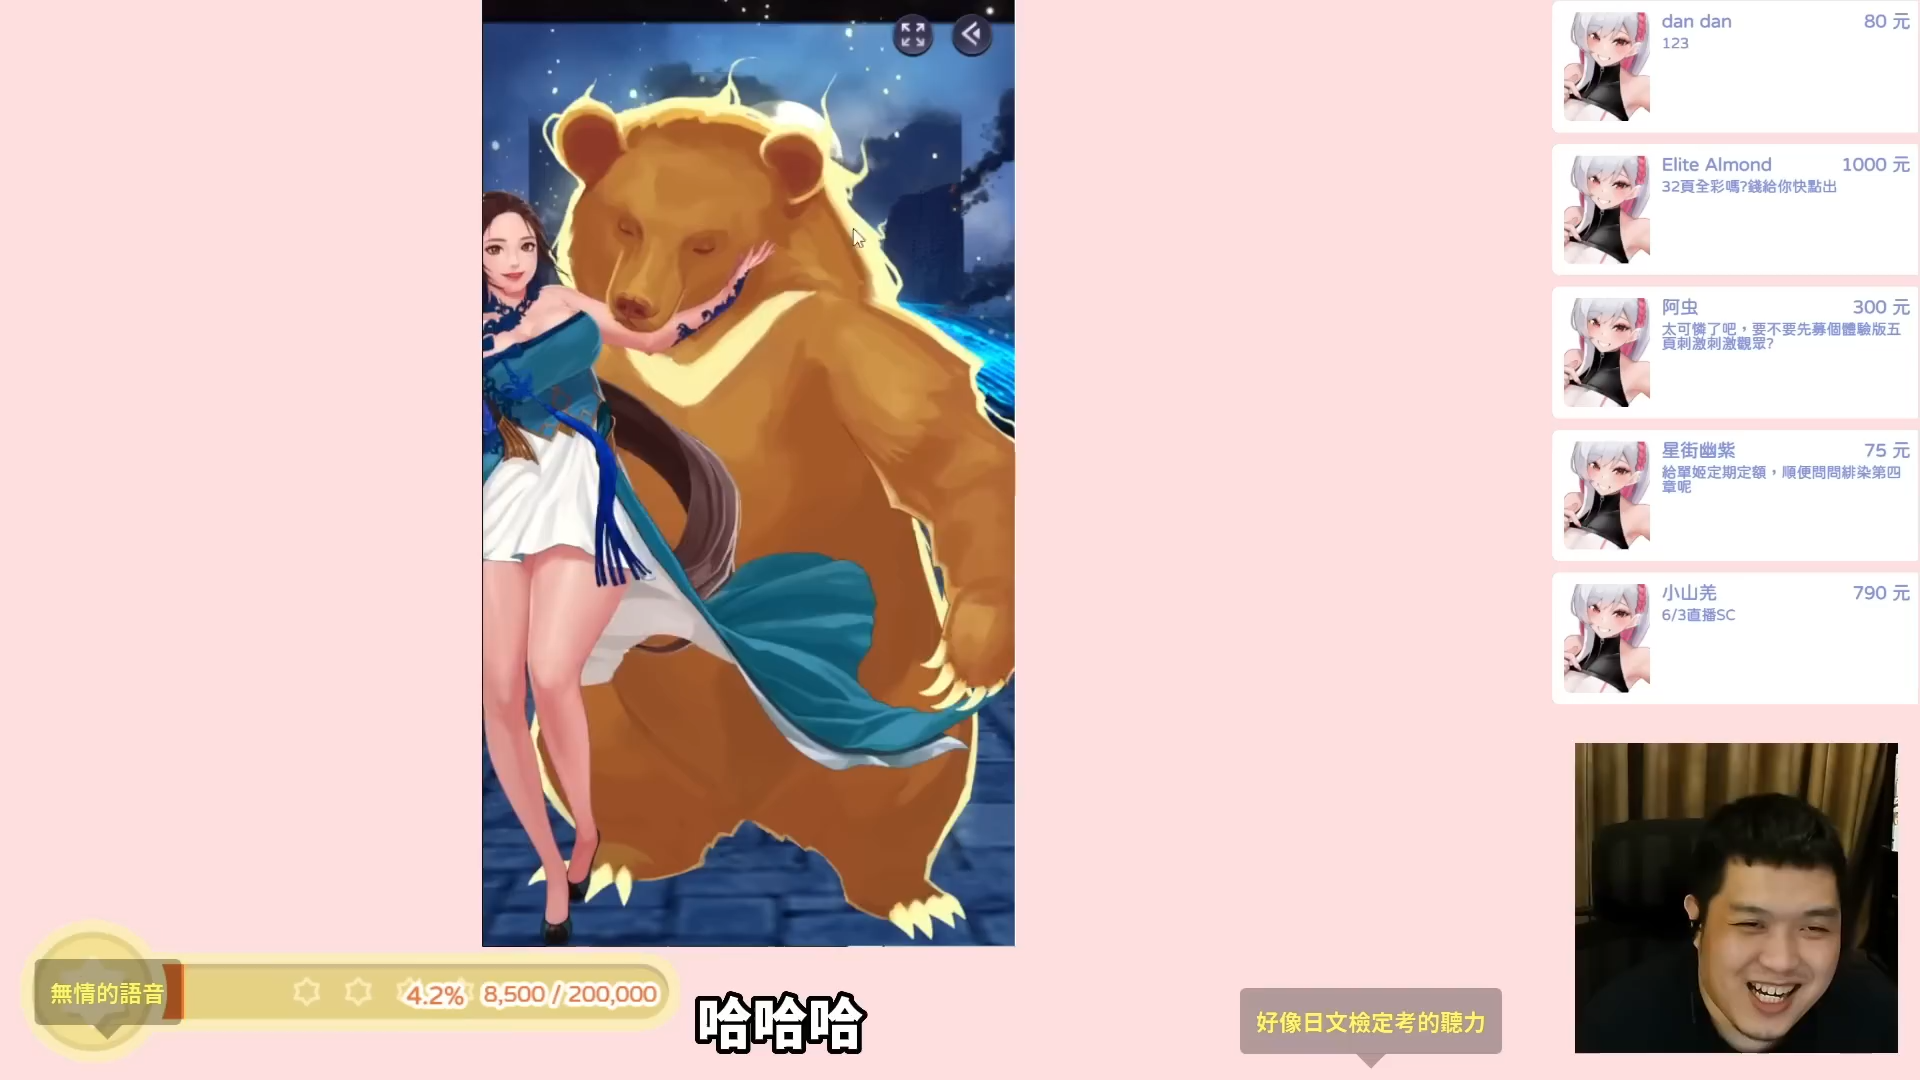 dan dan 80 元
123
Elite Almond 1000 元
32頁全彩嗎?錢給你快點出
阿虫 300 元
太可憐了吧，要不要先募個體驗版五
頁刺激刺激觀眾?
星街幽紫 75 元
給單姬定期定額，順便問問緋染第四
章呢
小山羌 790 元
6/3直播SC
無情的語音
4.2% 8,500 / 200,000
哈哈哈
好像日文檢定考的聽力